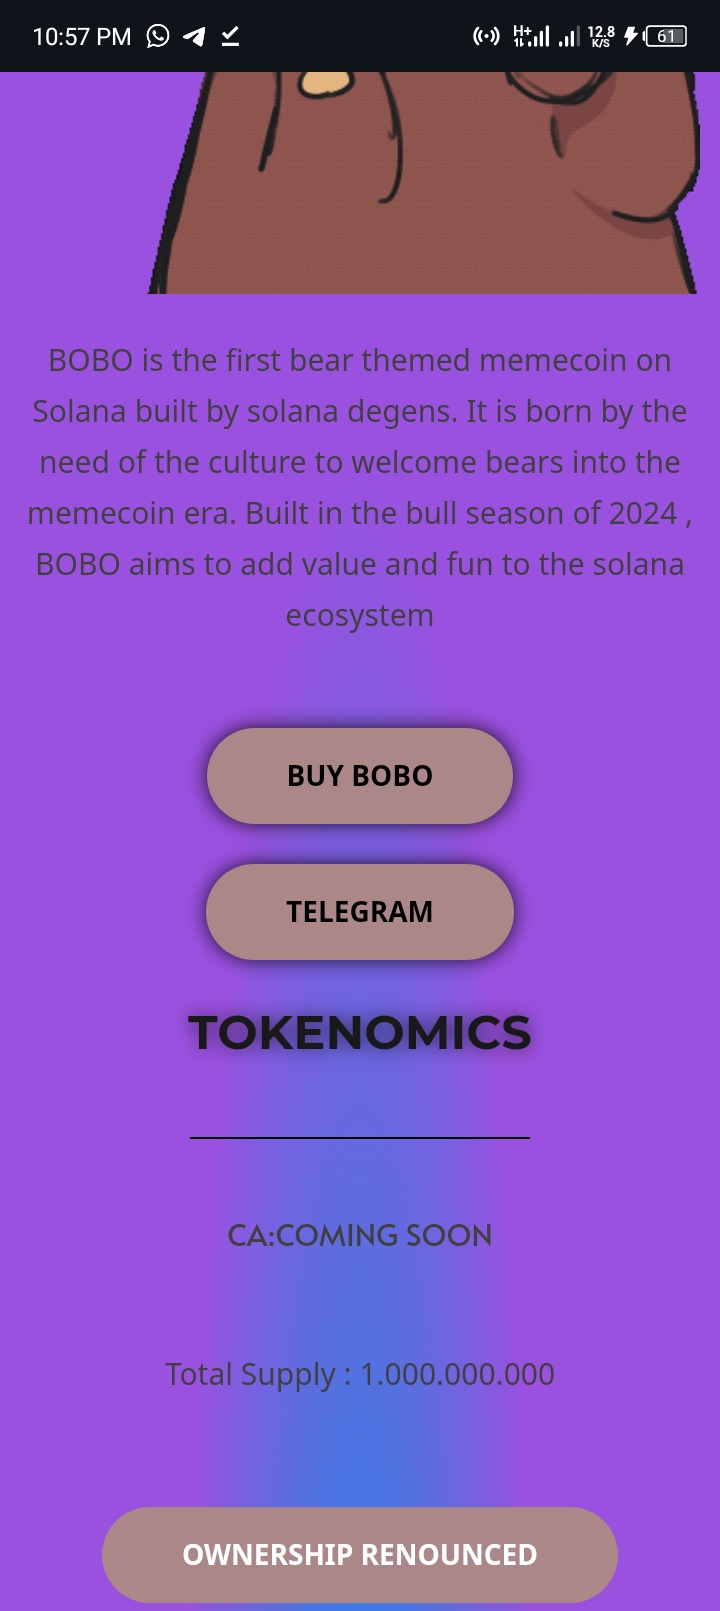 10:57 PM
H+
12.8
K/S
61
BOBO is the first bear themed memecoin on
Solana built by solana degens. It is born by the
need of the culture to welcome bears into the
memecoin era. Built in the bull season of 2024 ,
BOBO aims to add value and fun to the solana
ecosystem
BUY BOBO
TELEGRAM
TOKENOMICS
CA:COMING SOON
Total Supply : 1.000.000.000
OWNERSHIP RENOUNCED